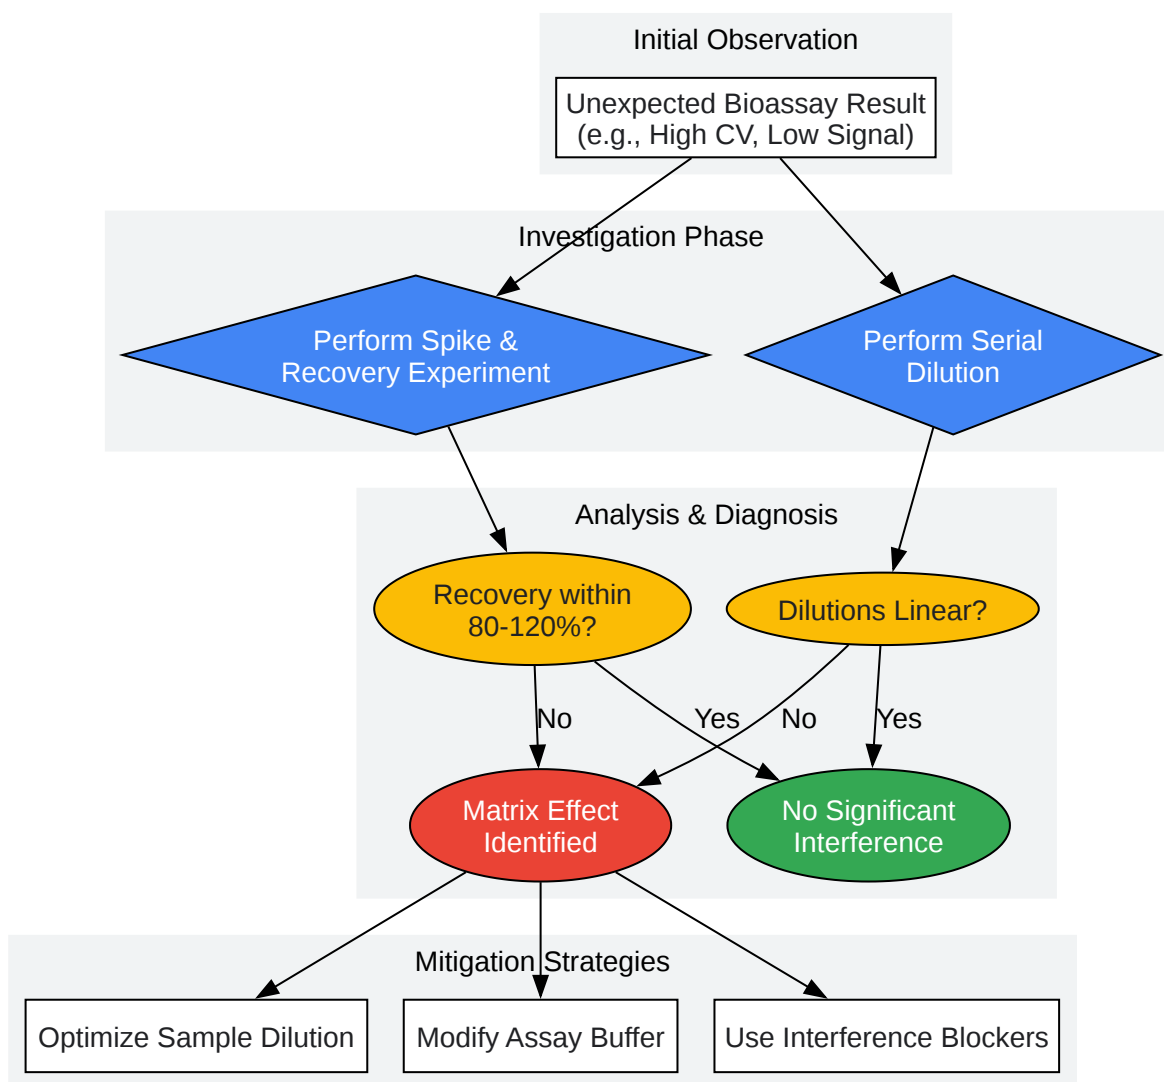 Initial Observation
Unexpected Bioassay Result
(e.g., High CV, Low Signal)
Investigation Phase
Perform Spike &
Recovery Experiment
Perform Serial
Dilution
Analysis & Diagnosis
Recovery within
80-120%?
Dilutions Linear?
No
Yes
No
Yes
Matrix Effect
Identified
No Significant
Interference
Mitigation Strategies
Optimize Sample Dilution
Modify Assay Buffer
Use Interference Blockers